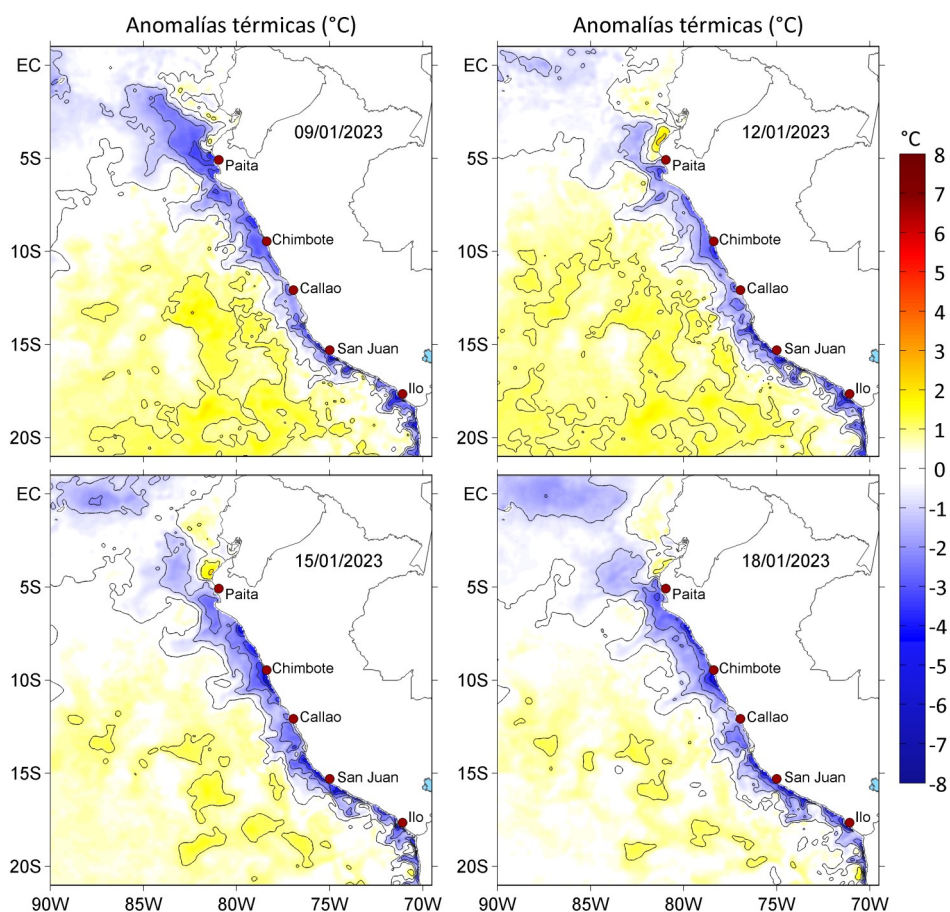 Anomalías térmicas (°C)
Anomalías térmicas (°C)
EC
5S
10S
15S
20S
09/01/2023
Paita
Chimbote
Callao
San Juan
Ilo
EC
5S
10S
15S
20S
12/01/2023
Paita
Chimbote
Callao
San Juan
Ilo
EC
5S
10S
15S
20S
15/01/2023
Paita
Chimbote
Callao
San Juan
Ilo
90W 85W 80W 75W 70W
EC
5S
10S
15S
20S
18/01/2023
Paita
Chimbote
Callao
San Juan
Ilo
90W 85W 80W 75W 70W
°C
8
7
6
5
4
3
2
1
0
-1
-2
-3
-4
-5
-6
-7
-8